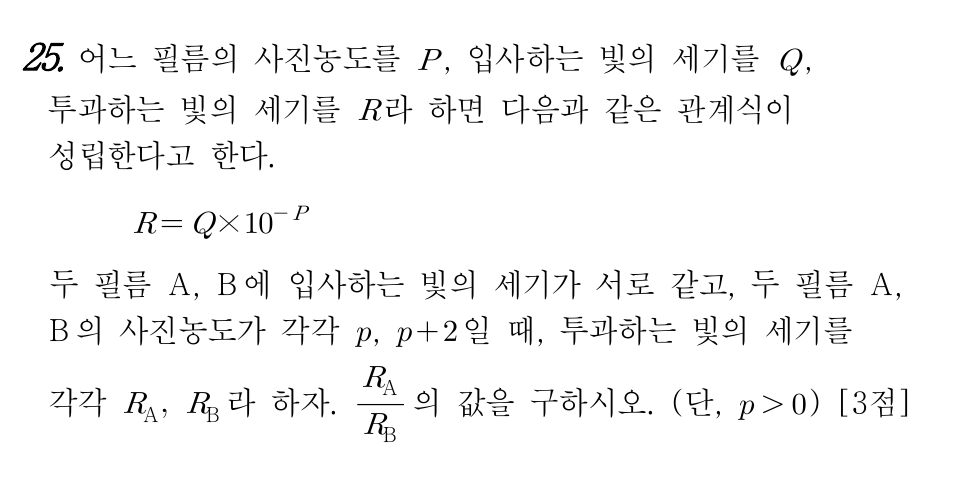 25. 어느 필름의 사진농도를 P, 입사하는 빛의 세기를 Q,
투과하는 빛의 세기를 R라 하면 다음과 같은 관계식이
성립한다고 한다.
R = Q × 10^{-P}
두 필름 A, B에 입사하는 빛의 세기가 서로 같고, 두 필름 A,
B의 사진농도가 각각 p, p+2일 때, 투과하는 빛의 세기를
각각 R_A, R_B라 하자. \frac{R_A}{R_B}의 값을 구하시오. (단, p > 0) [3점]